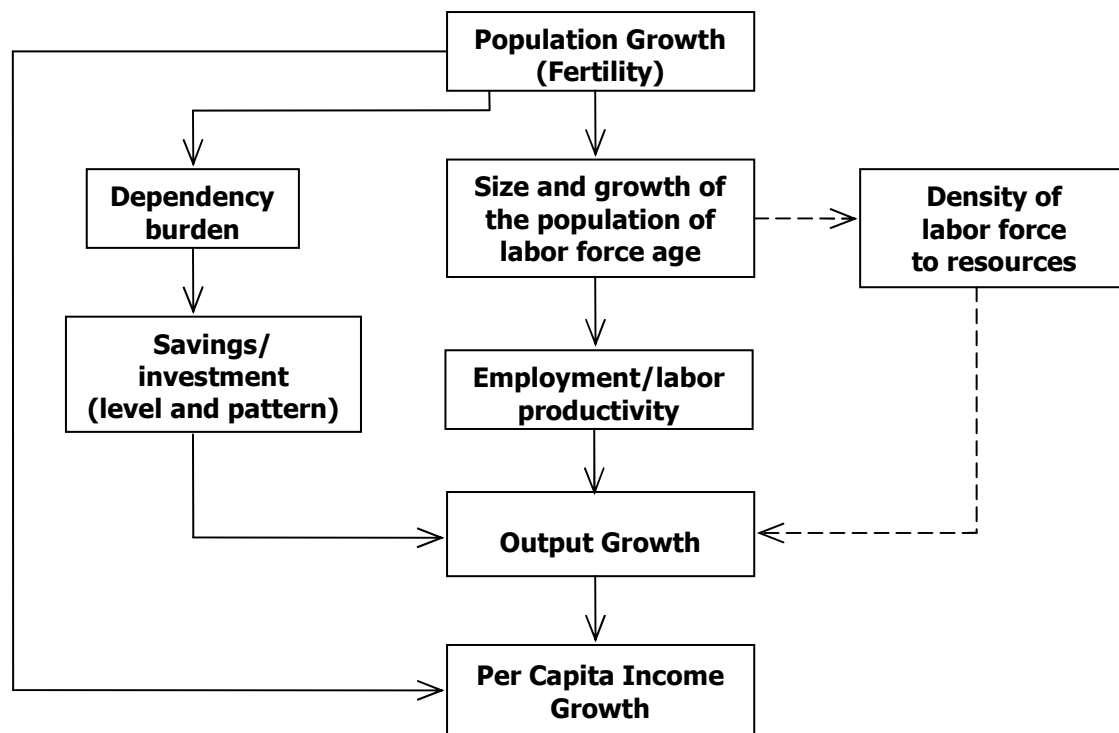 Population Growth
(Fertility)
Dependency
burden
Size and growth of
the population of
labor force age
Density of
labor force
to resources
Savings/
investment
(level and pattern)
Employment/labor
productivity
Output Growth
Per Capita Income
Growth